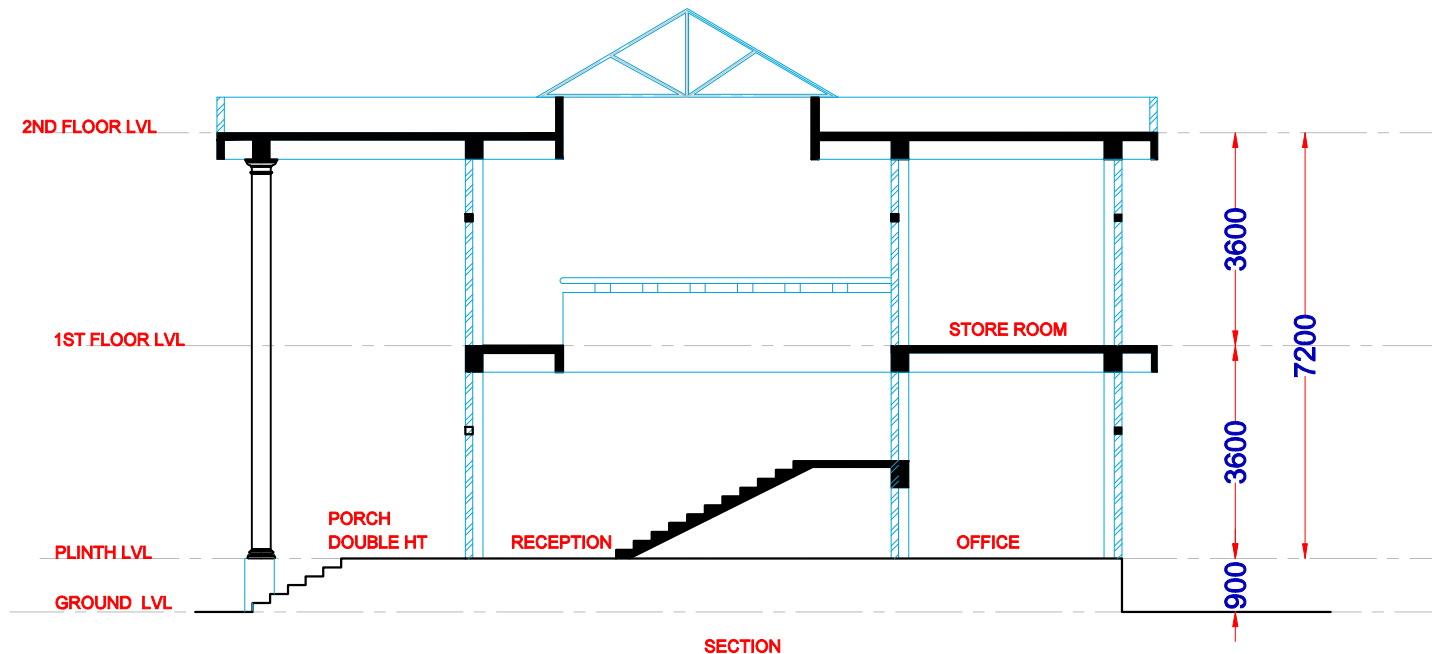 2ND FLOOR LVL
3600
1ST FLOOR LVL
STORE ROOM
7200
3600
PORCH
DOUBLE HT
RECEPTION
OFFICE
PLINTH LVL
900
GROUND LVL
SECTION